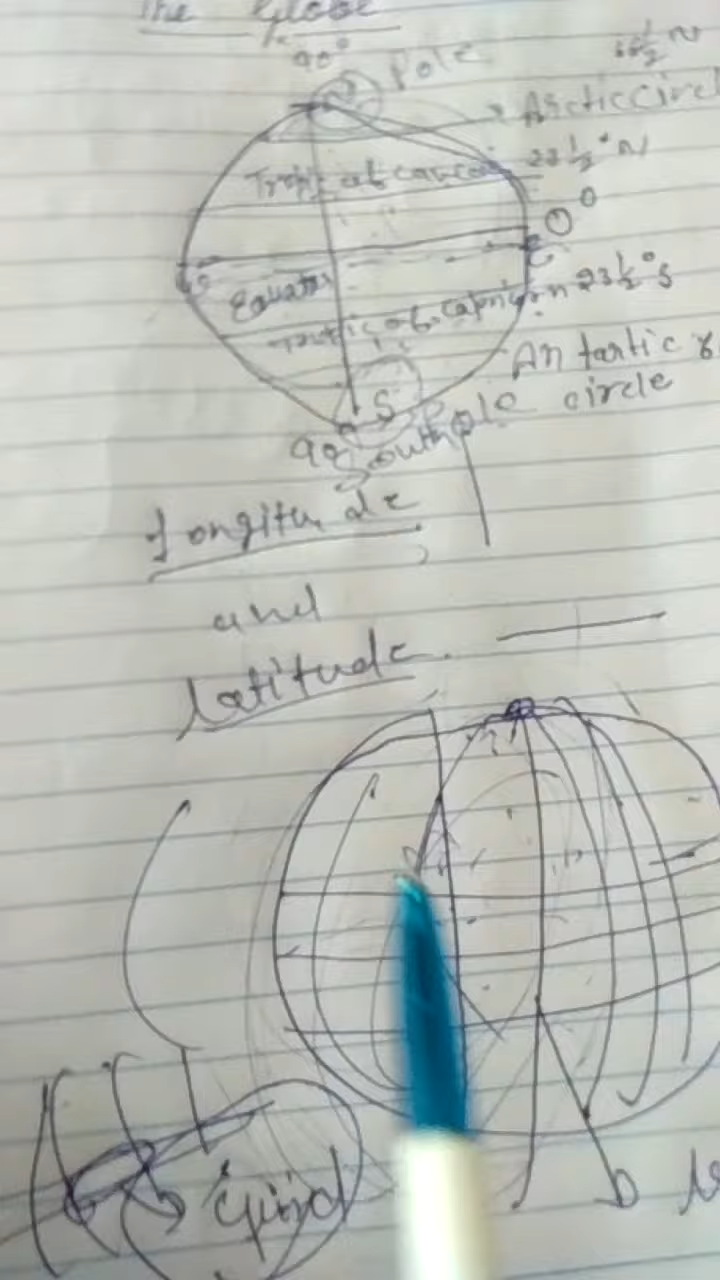 The Globe
90°
Pole
66½ N
Arctic Circl
23½° N
Tropic of cancer
0°
Equator
Tropic of Capricorn 23½° S
Antartic
circle
S
90
South pole
Longitude
and
latitude.
Grid